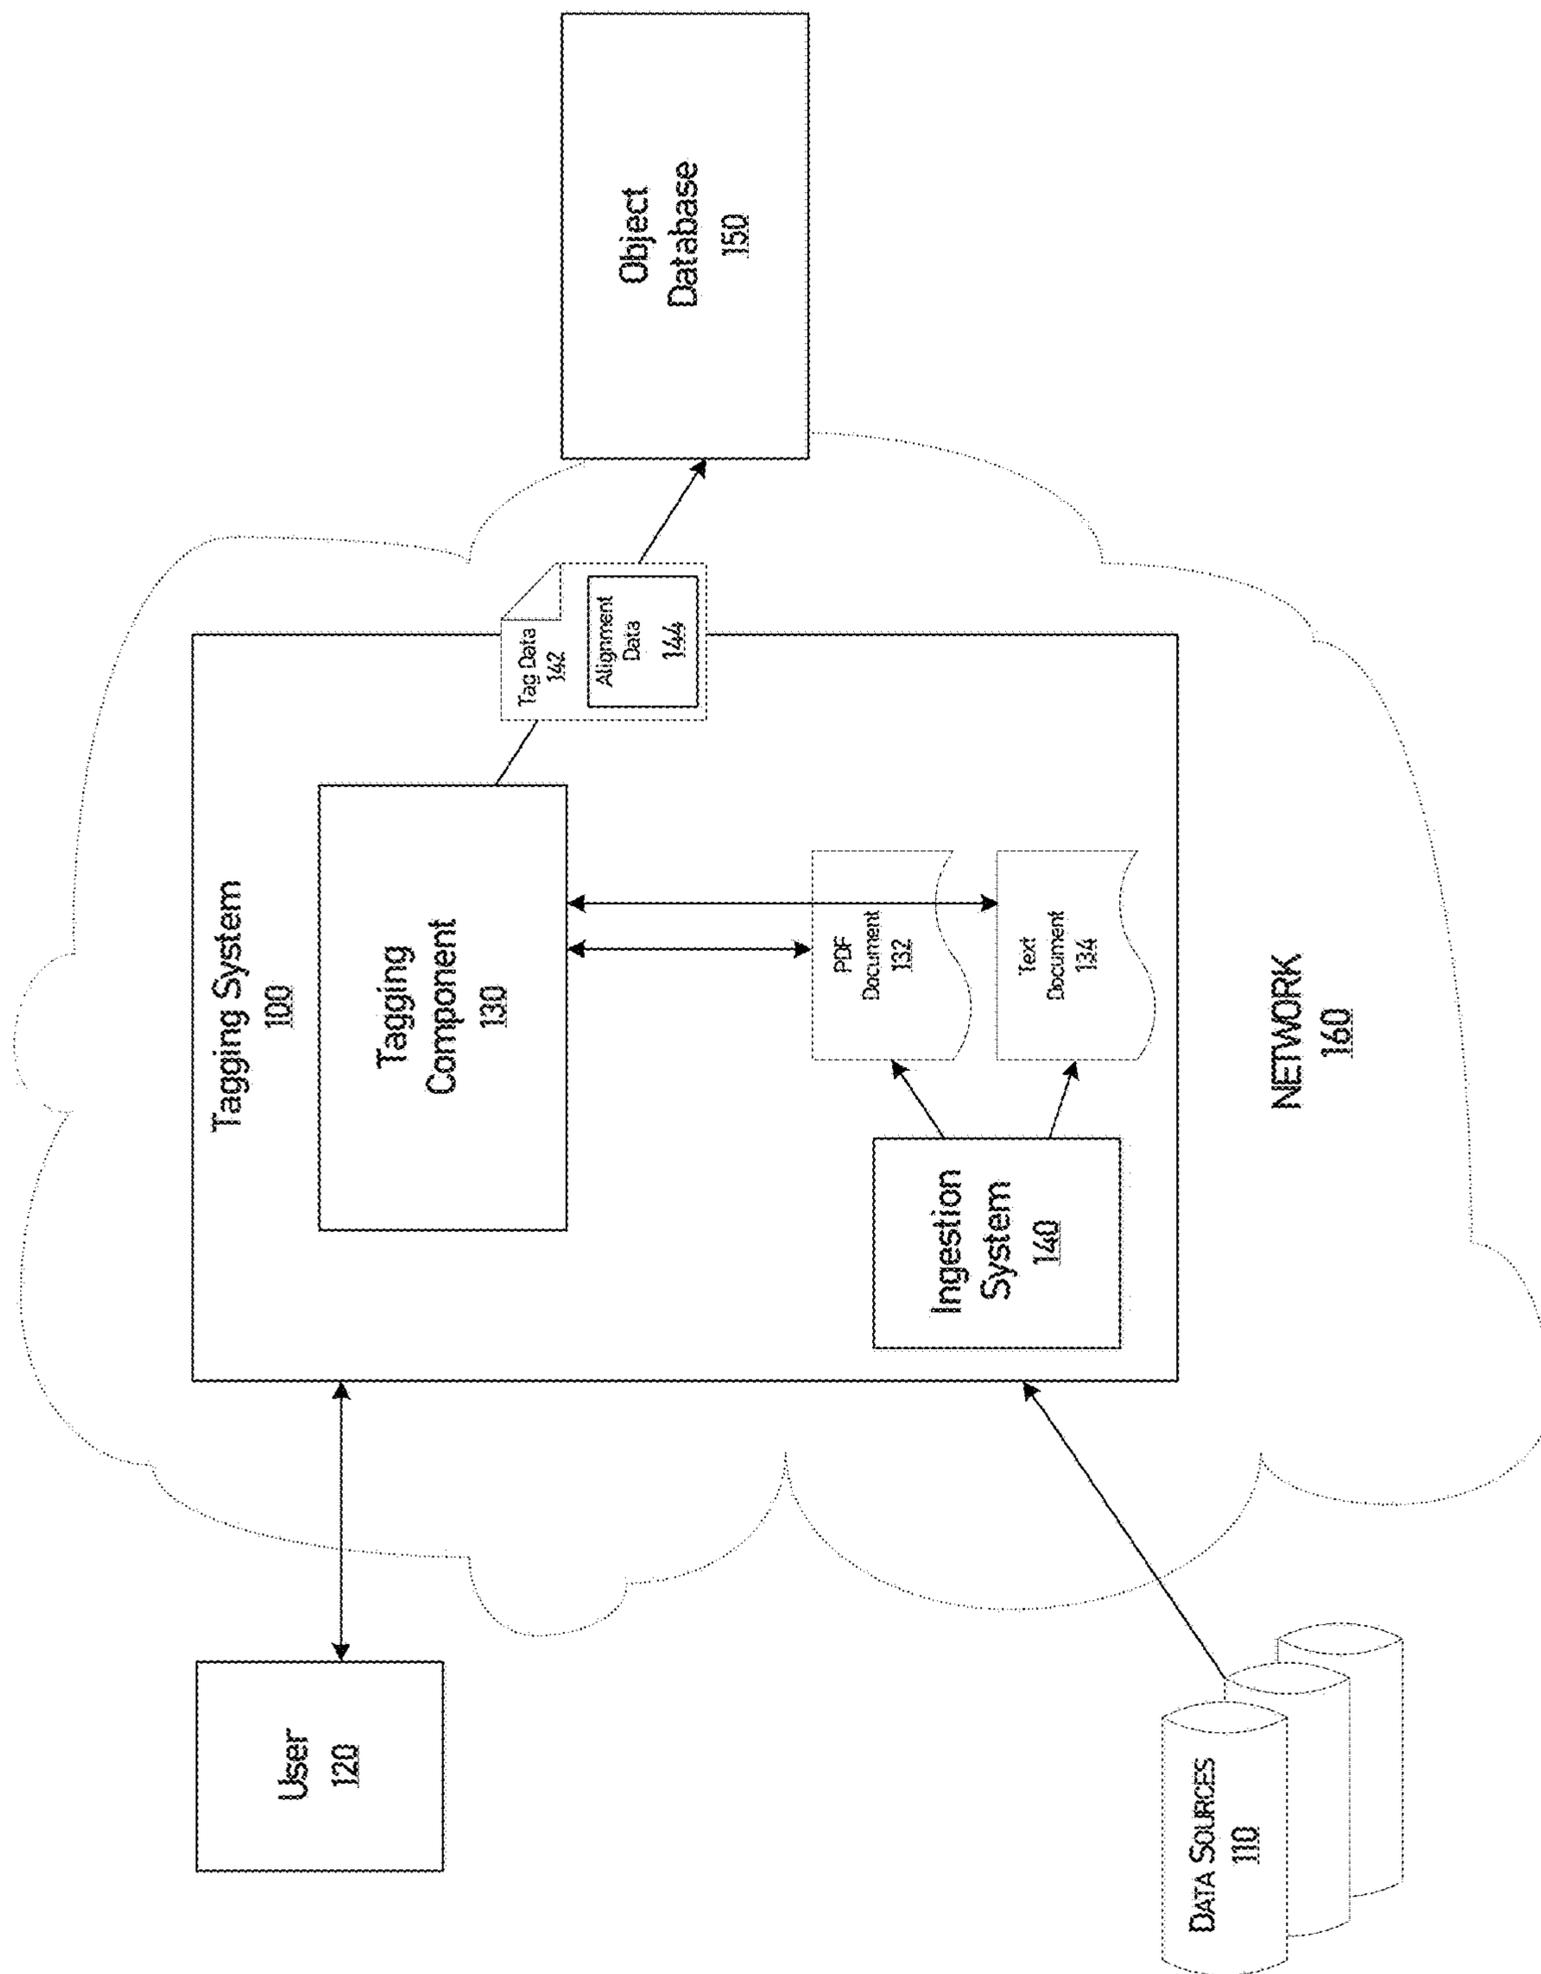 User
120
DATA SOURCES
110
Tagging System
100
Tagging
Component
130
Ingestion
System
140
PDF
Document
132
Text
Document
134
Tag Data
142
Alignment
Data
144
Object
Database
150
NETWORK
160